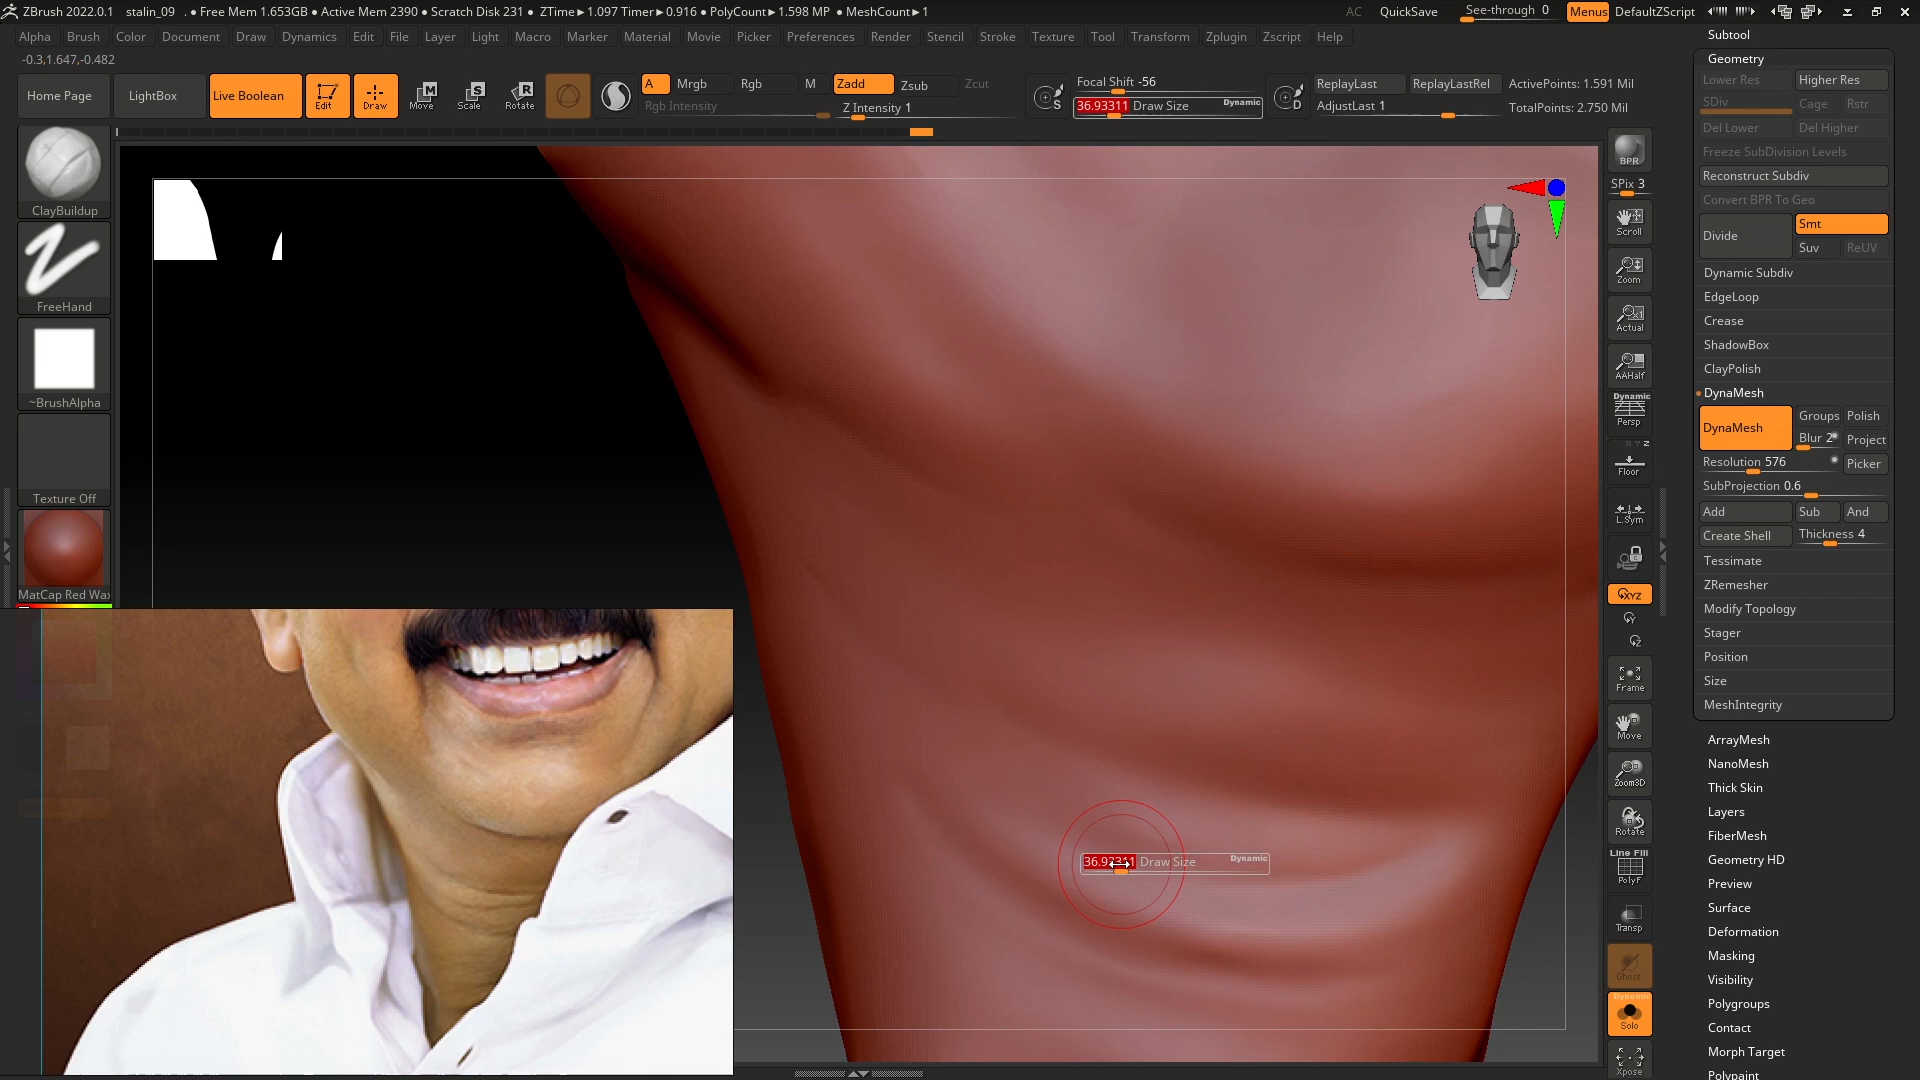 ZBrush 2022.0.1 stalin_09 . • Free Mem 1.653GB • Active Mem 2390 • Scratch Disk 231 • ZTime►1.097 Timer►0.916 • PolyCount►1.598 MP • MeshCount►1 AC QuickSave See-through 0 Menus DefaultZScript
Alpha Brush Color Document Draw Dynamics Edit File Layer Light Macro Marker Material Movie Picker Preferences Render Stencil Stroke Texture Tool Transform Zplugin Zscript Help
-0.3,1.647,-0.482
Home Page LightBox Live Boolean Edit Draw Move Scale Rotate
A Mrgb Rgb M Zadd Zsub Zcut
Rgb Intensity Z Intensity 1
Focal Shift -56
36.93311 Draw Size Dynamic
S D
ReplayLast ReplayLastRel
AdjustLast 1
ActivePoints: 1.591 Mil
TotalPoints: 2.750 Mil
ClayBuildup
FreeHand
~BrushAlpha
Texture Off
MatCap Red Wax
36.93311 Draw Size Dynamic
BPR
SPix 3
Scroll
Zoom
Actual
AAHalf
Dynamic
Persp
Floor
L.Sym
XYZ
Y
Z
Frame
Move
Zoom3D
Rotate
Line Fill
PolyF
Transp
Ghost
Dynamic
Solo
Xpose
Subtool
Geometry
Lower Res Higher Res
SDiv Cage Rstr
Del Lower Del Higher
Freeze SubDivision Levels
Reconstruct Subdiv
Convert BPR To Geo
Divide Smt
Suv ReUV
Dynamic Subdiv
EdgeLoop
Crease
ShadowBox
ClayPolish
DynaMesh
DynaMesh Groups Polish
Blur 2 Project
Resolution 576 Picker
SubProjection 0.6
Add Sub And
Create Shell Thickness 4
Tessimate
ZRemesher
Modify Topology
Stager
Position
Size
MeshIntegrity
ArrayMesh
NanoMesh
Thick Skin
Layers
FiberMesh
Geometry HD
Preview
Surface
Deformation
Masking
Visibility
Polygroups
Contact
Morph Target
Polypaint